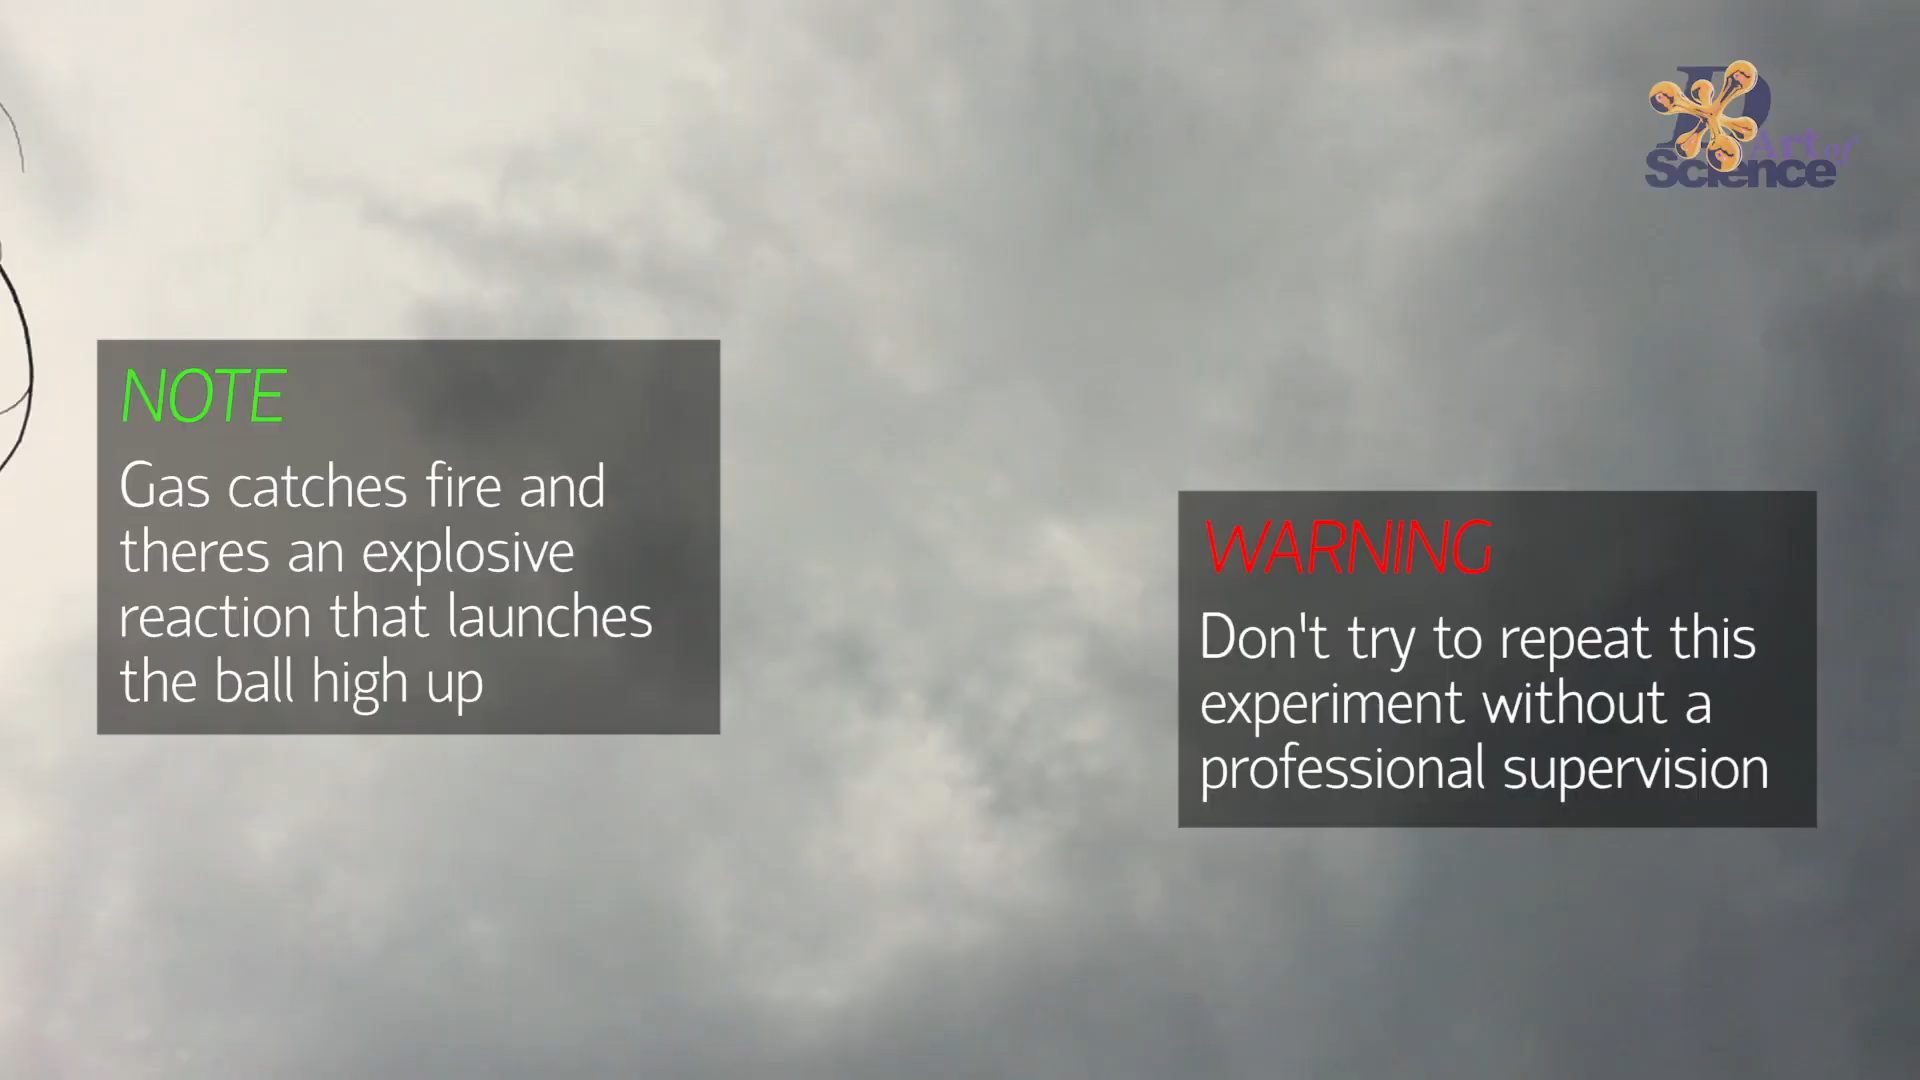 D
Art of
Science
NOTE
Gas catches fire and
theres an explosive
reaction that launches
the ball high up
WARNING
Don't try to repeat this
experiment without a
professional supervision